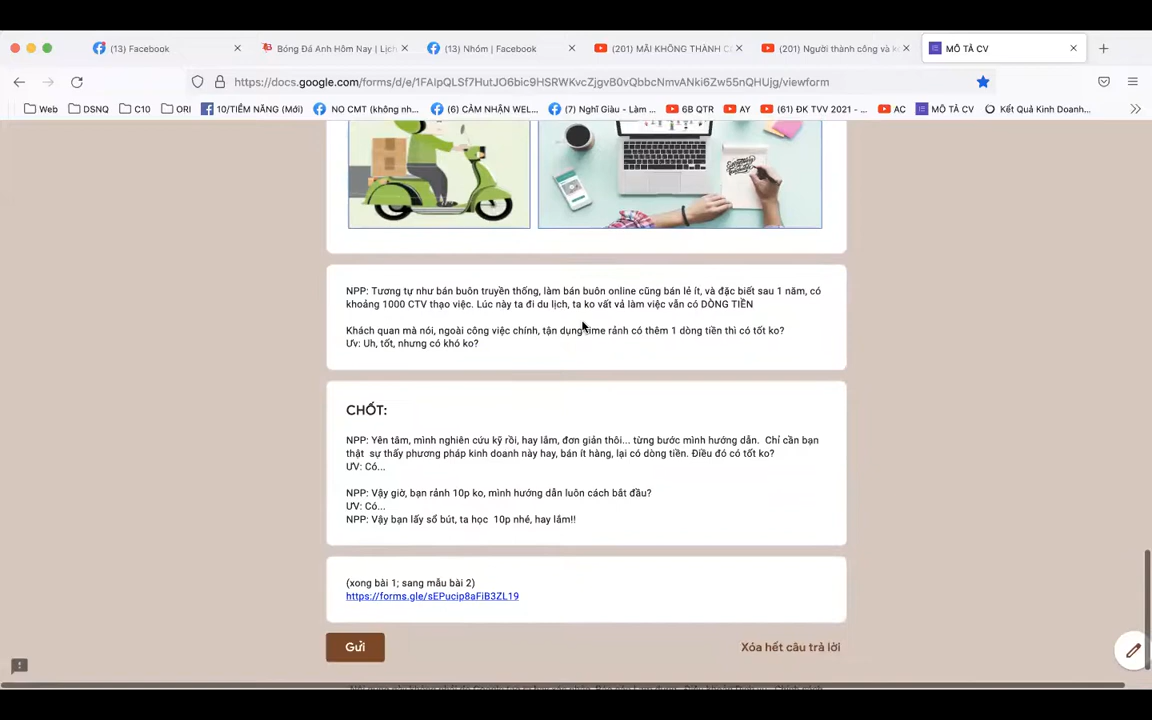 (13) Facebook
Bóng Đá Anh Hôm Nay | Lịch
(13) Nhóm | Facebook
(201) MÃI KHÔNG THÀNH C
(201) Người thành công và k
MÔ TẢ CV
https://docs.google.com/forms/d/e/1FAIpQLSf7HutJO6bic9HSRWKvcZjgvB0vQbbcNmvANki6Zw55nQHUjg/viewform
Web
DSNQ
C10
ORI
10/TIỀM NĂNG (Mới)
NO CMT (không nh...
(6) CẢM NHẬN WEL...
(7) Nghĩ Giàu - Làm ...
6B QTR
AY
(61) ĐK TVV 2021 - ...
AC
MÔ TẢ CV
Kết Quả Kinh Doanh...
NPP: Tương tự như bán buôn truyền thống, làm bán buôn online cũng bán lẻ ít, và đặc biết sau 1 năm, có
khoảng 1000 CTV thạo việc. Lúc này ta đi du lịch, ta ko vất vả làm việc vẫn có DÒNG TIỀN
Khách quan mà nói, ngoài công việc chính, tận dụng time rảnh có thêm 1 dòng tiền thì có tốt ko?
Ưv: Uh, tốt, nhưng có khó ko?
CHỐT:
NPP: Yên tâm, mình nghiên cứu kỹ rồi, hay lắm, đơn giản thôi... từng bước mình hướng dẫn. Chỉ cần bạn
thật sự thấy phương pháp kinh doanh này hay, bán ít hàng, lại có dòng tiền. Điều đó có tốt ko?
ƯV: Có...
NPP: Vậy giờ, bạn rảnh 10p ko, mình hướng dẫn luôn cách bắt đầu?
ƯV: Có...
NPP: Vậy bạn lấy sổ bút, ta học 10p nhé, hay lắm!!
(xong bài 1; sang mẫu bài 2)
https://forms.gle/sEPucip8aFiB3ZL19
Gửi
Xóa hết câu trả lời